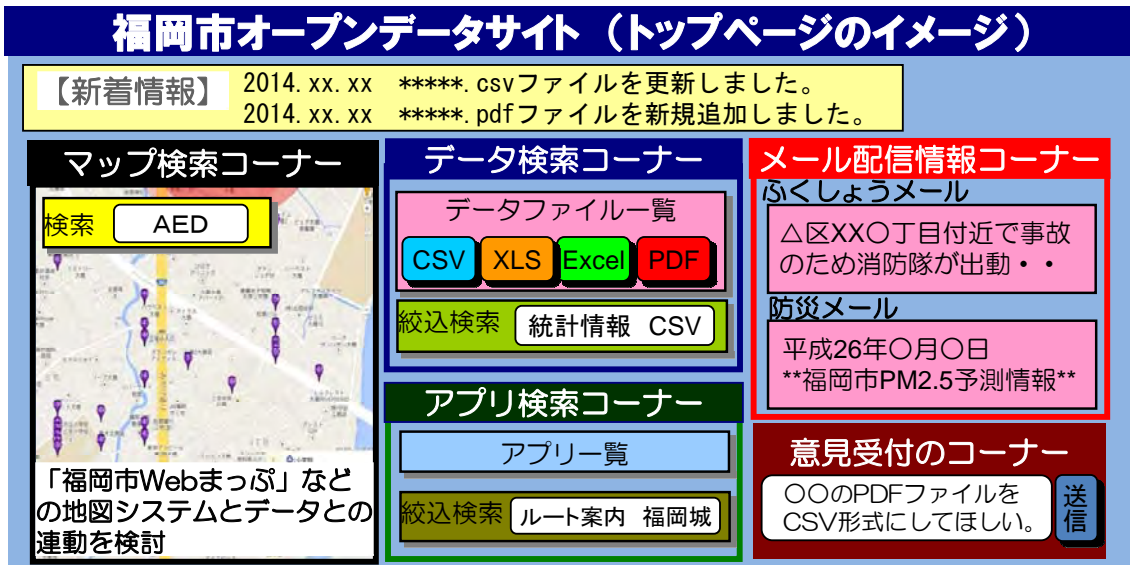 福岡市オープンデータサイト（トップページのイメージ）
【新着情報】 2014.xx.xx *****.csvファイルを更新しました。
2014.xx.xx *****.pdfファイルを新規追加しました。
マップ検索コーナー
検索 AED
「福岡市Webまっぷ」など
の地図システムとデータとの
連動を検討
データ検索コーナー
データファイル一覧
CSV XLS Excel PDF
絞込検索 統計情報 CSV
アプリ検索コーナー
アプリ一覧
絞込検索 ルート案内 福岡城
メール配信情報コーナー
ふくしょうメール
△区XX〇丁目付近で事故
のため消防隊が出動・・
防災メール
平成26年〇月〇日
**福岡市PM2.5予測情報**
意見受付のコーナー
〇〇のPDFファイルを
CSV形式にしてほしい。
送信